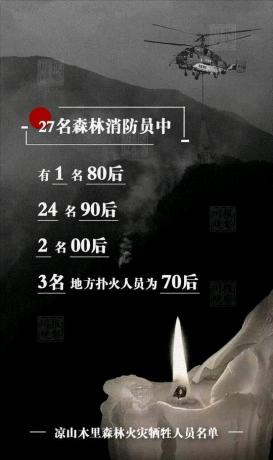 27名森林消防员中
有 1 名 80后
24 名 90后
2 名 00后
3名 地方扑火人员为 70后
— 凉山木里森林火灾牺牲人员名单 —